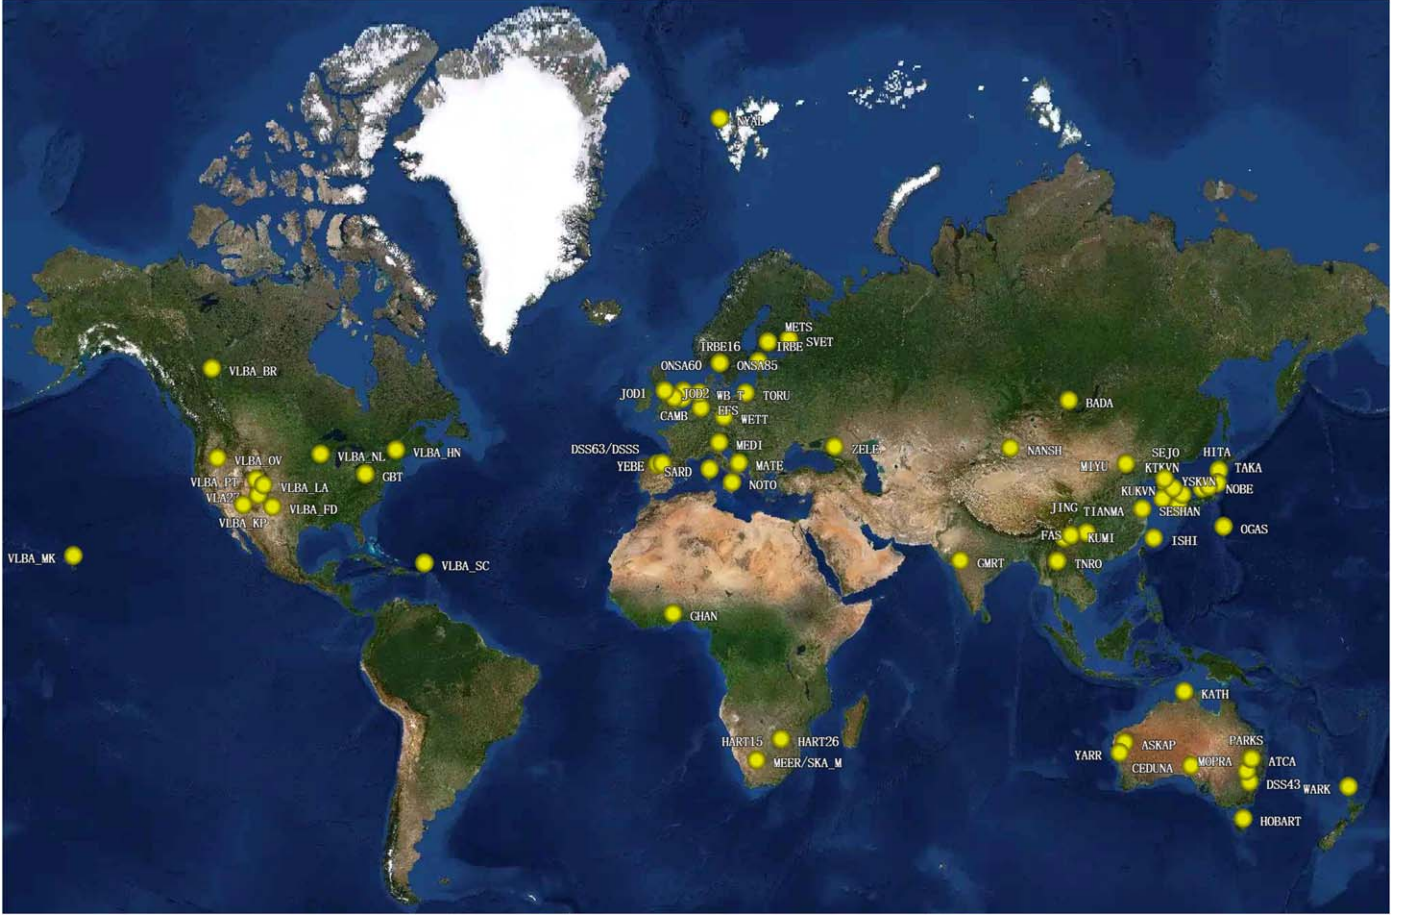 NYAL
METS
SVET
TRBE16
IRBE
ONSA60
ONSA85
VLBA_BR
JOD1
JOD2
WB_T
TORU
BADA
CAMB
EFS
WETT
DSS63/DSSS
MEDI
ZELE
NANSH
SEJO
HITA
VLBA_OV
VLBA_NL
VLBA_HN
YEBE
SARD
MATE
MIYU
KTKVN
TAKA
VLBA_PT
VLBA_LA
GBT
NOTO
KUKVN
YSKVN
NOBE
VLA27
VLBA_FD
JING
TIANMA
SESHAN
VLBA_KP
FAS
KUMI
ISHI
OGAS
VLBA_MK
VLBA_SC
GMRT
TNRO
GHAN
KATH
HART15
HART26
YARR
ASKAP
PARKS
MEER/SKA_M
CEDUNA
MOPRA
ATCA
DSS43
WARK
HOBART